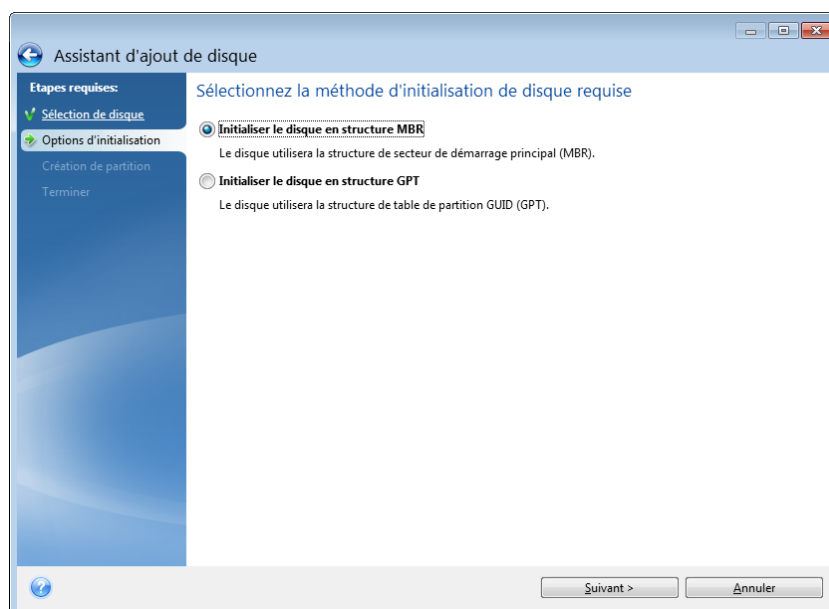 Assistant d'ajout de disque
Etapes requises:
Sélection de disque
Options d'initialisation
Création de partition
Terminer
Sélectionnez la méthode d'initialisation de disque requise
Initialiser le disque en structure MBR
Le disque utilisera la structure de secteur de démarrage principal (MBR).
Initialiser le disque en structure GPT
Le disque utilisera la structure de table de partition GUID (GPT).
?
Suivant >
Annuler